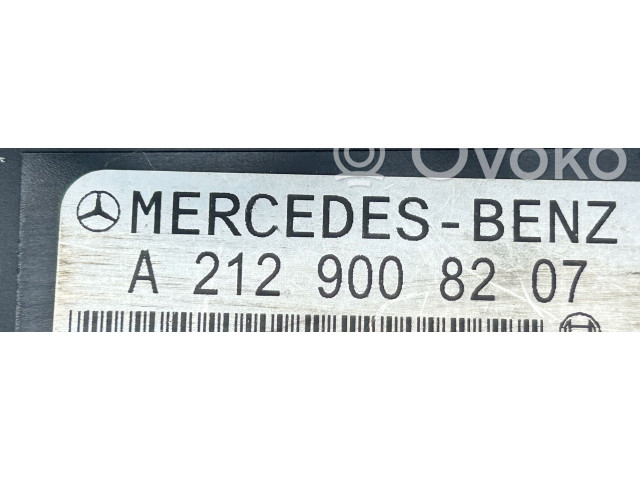 © Ovoko
MERCEDES-BENZ
A 212 900 82 07